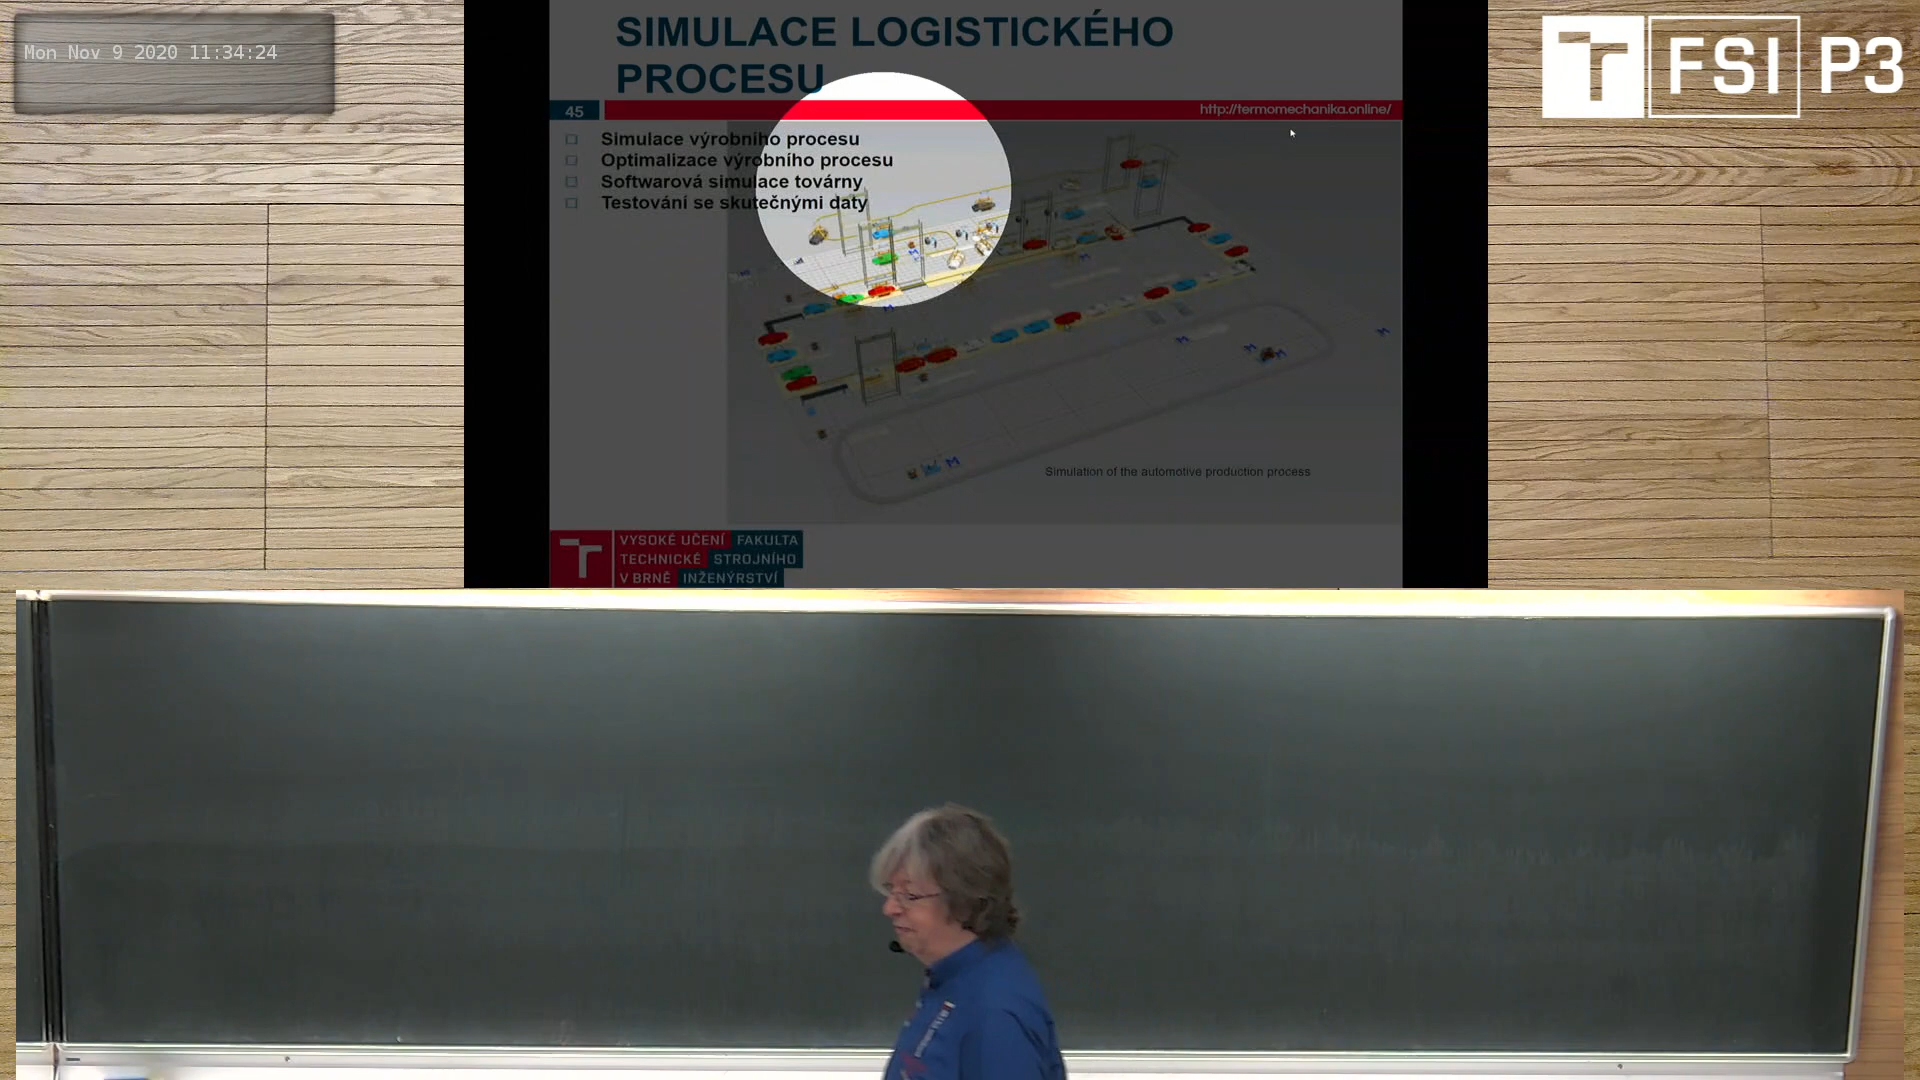 Mon Nov 9 2020 11:34:24
SIMULACE LOGISTICKÉHO
PROCESU
45
http://termomechanika.online/
Simulace výrobního procesu
Optimalizace výrobního procesu
Softwarová simulace továrny
Testování se skutečnými daty
Simulation of the automotive production process
VYSOKÉ UČENÍ FAKULTA
TECHNICKÉ STROJNÍHO
V BRNĚ INŽENÝRSTVÍ
T FSI P3